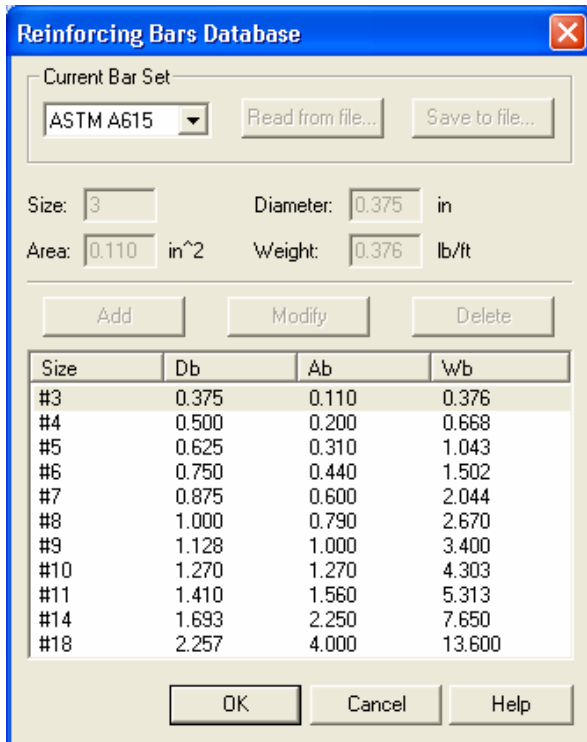 Reinforcing Bars Database
Current Bar Set
ASTM A615 Read from file... Save to file...
Size: 3 Diameter: 0.375 in
Area: 0.110 in^2 Weight: 0.376 lb/ft
Add Modify Delete
Size Db Ab Wb
#3 0.375 0.110 0.376
#4 0.500 0.200 0.668
#5 0.625 0.310 1.043
#6 0.750 0.440 1.502
#7 0.875 0.600 2.044
#8 1.000 0.790 2.670
#9 1.128 1.000 3.400
#10 1.270 1.270 4.303
#11 1.410 1.560 5.313
#14 1.693 2.250 7.650
#18 2.257 4.000 13.600
OK Cancel Help